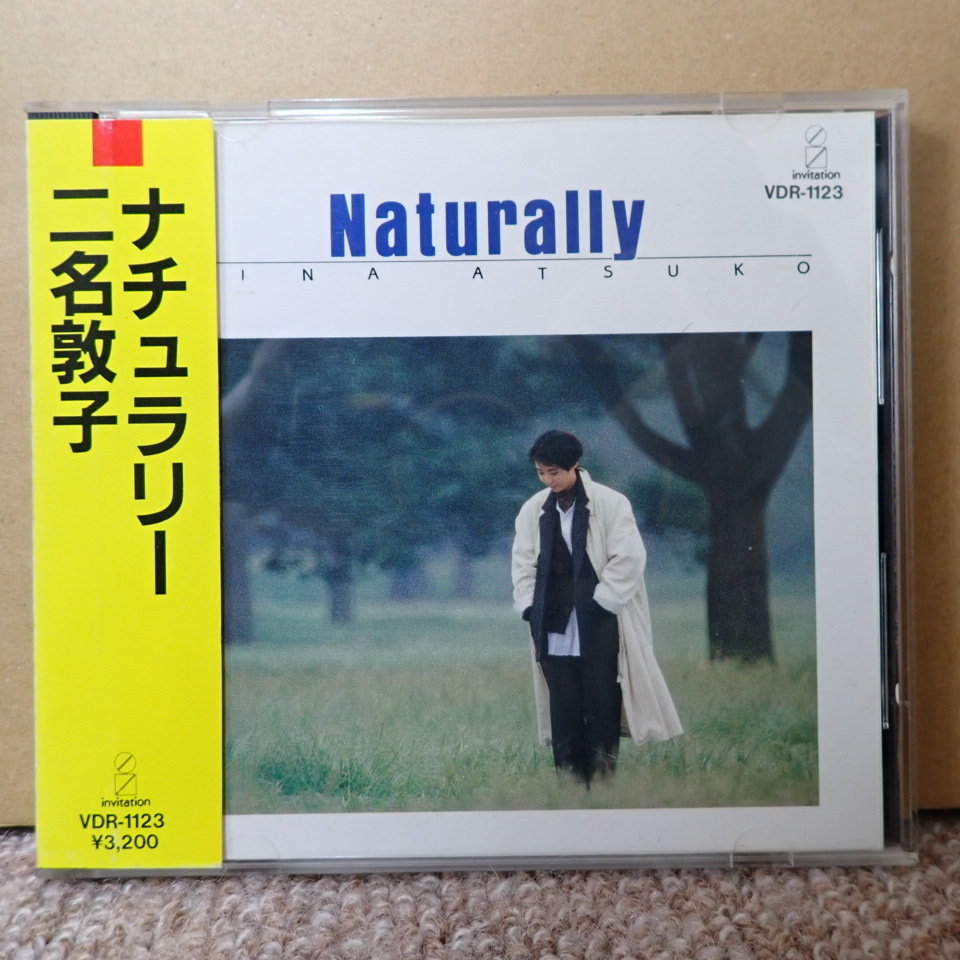 ナチュラリー
二名敦子
invitation
VDR-1123
¥3,200
invitation
VDR-1123
Naturally
INA ATSUKO